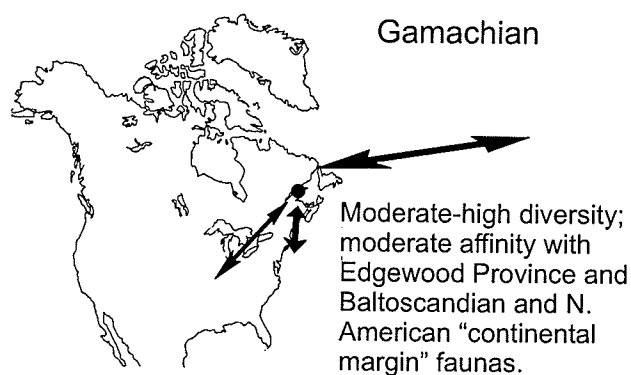 Gamachian
Moderate-high diversity;
moderate affinity with
Edgewood Province and
Baltoscandian and N.
American “continental
margin” faunas.